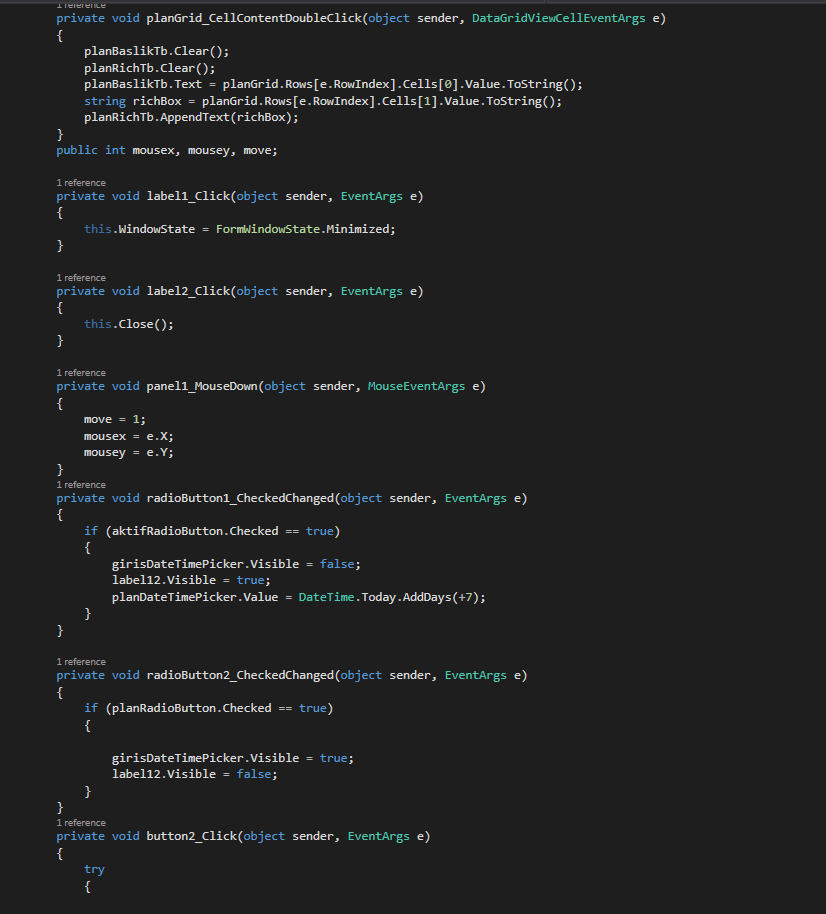 1 reference
private void planGrid_CellContentDoubleClick(object sender, DataGridViewCellEventArgs e)
{
planBaslikTb.Clear();
planRichTb.Clear();
planBaslikTb.Text = planGrid.Rows[e.RowIndex].Cells[0].Value.ToString();
string richBox = planGrid.Rows[e.RowIndex].Cells[1].Value.ToString();
planRichTb.AppendText(richBox);
}
public int mousex, mousey, move;
1 reference
private void label1_Click(object sender, EventArgs e)
{
this.WindowState = FormWindowState.Minimized;
}
1 reference
private void label2_Click(object sender, EventArgs e)
{
this.Close();
}
1 reference
private void panel1_MouseDown(object sender, MouseEventArgs e)
{
move = 1;
mousex = e.X;
mousey = e.Y;
}
1 reference
private void radioButton1_CheckedChanged(object sender, EventArgs e)
{
if (aktifRadioButton.Checked == true)
{
girisDateTimePicker.Visible = false;
label12.Visible = true;
planDateTimePicker.Value = DateTime.Today.AddDays(+7);
}
}
1 reference
private void radioButton2_CheckedChanged(object sender, EventArgs e)
{
if (planRadioButton.Checked == true)
{
girisDateTimePicker.Visible = true;
label12.Visible = false;
}
}
1 reference
private void button2_Click(object sender, EventArgs e)
{
try
{